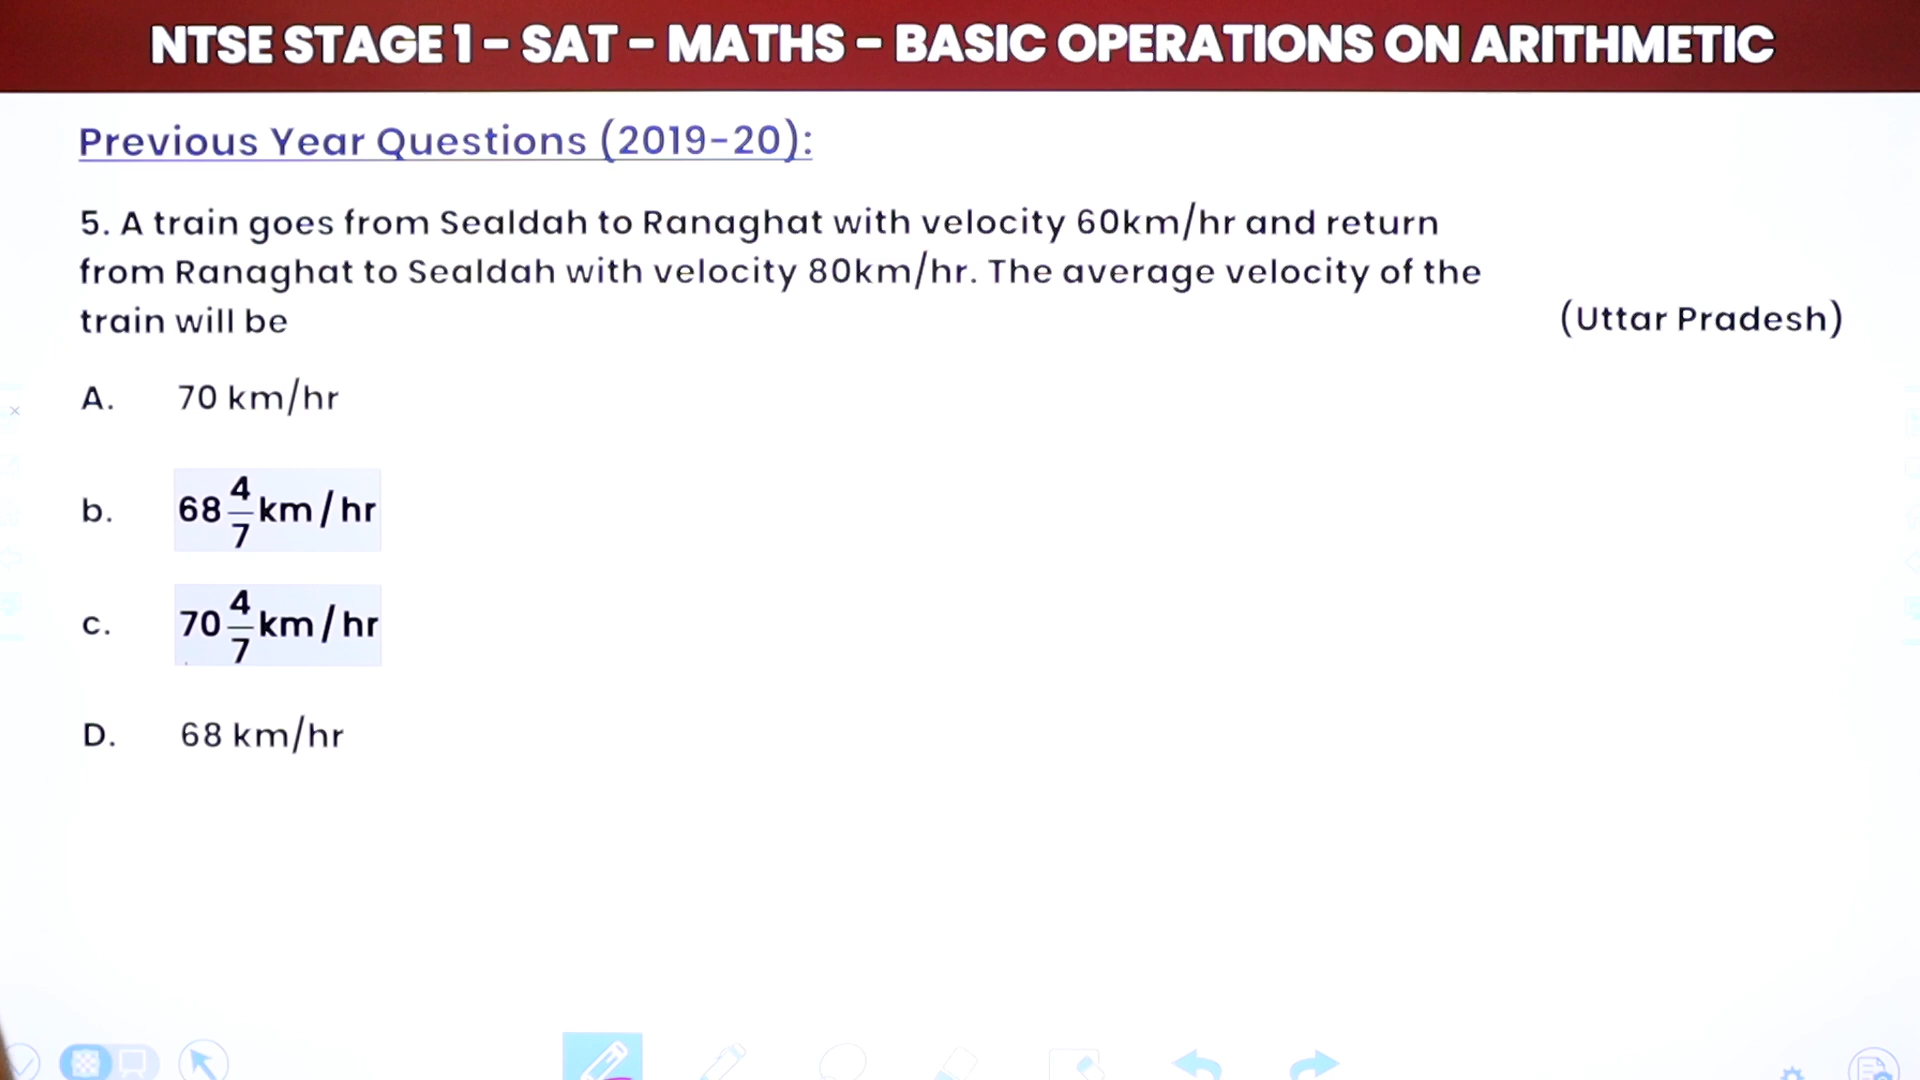 NTSE STAGE 1 – SAT – MATHS – BASIC OPERATIONS ON ARITHMETIC
Previous Year Questions (2019-20):
5. A train goes from Sealdah to Ranaghat with velocity 60km/hr and return
from Ranaghat to Sealdah with velocity 80km/hr. The average velocity of the
train will be
(Uttar Pradesh)
A. 70 km/hr
b. 68 4/7 km/hr
c. 70 4/7 km/hr
D. 68 km/hr